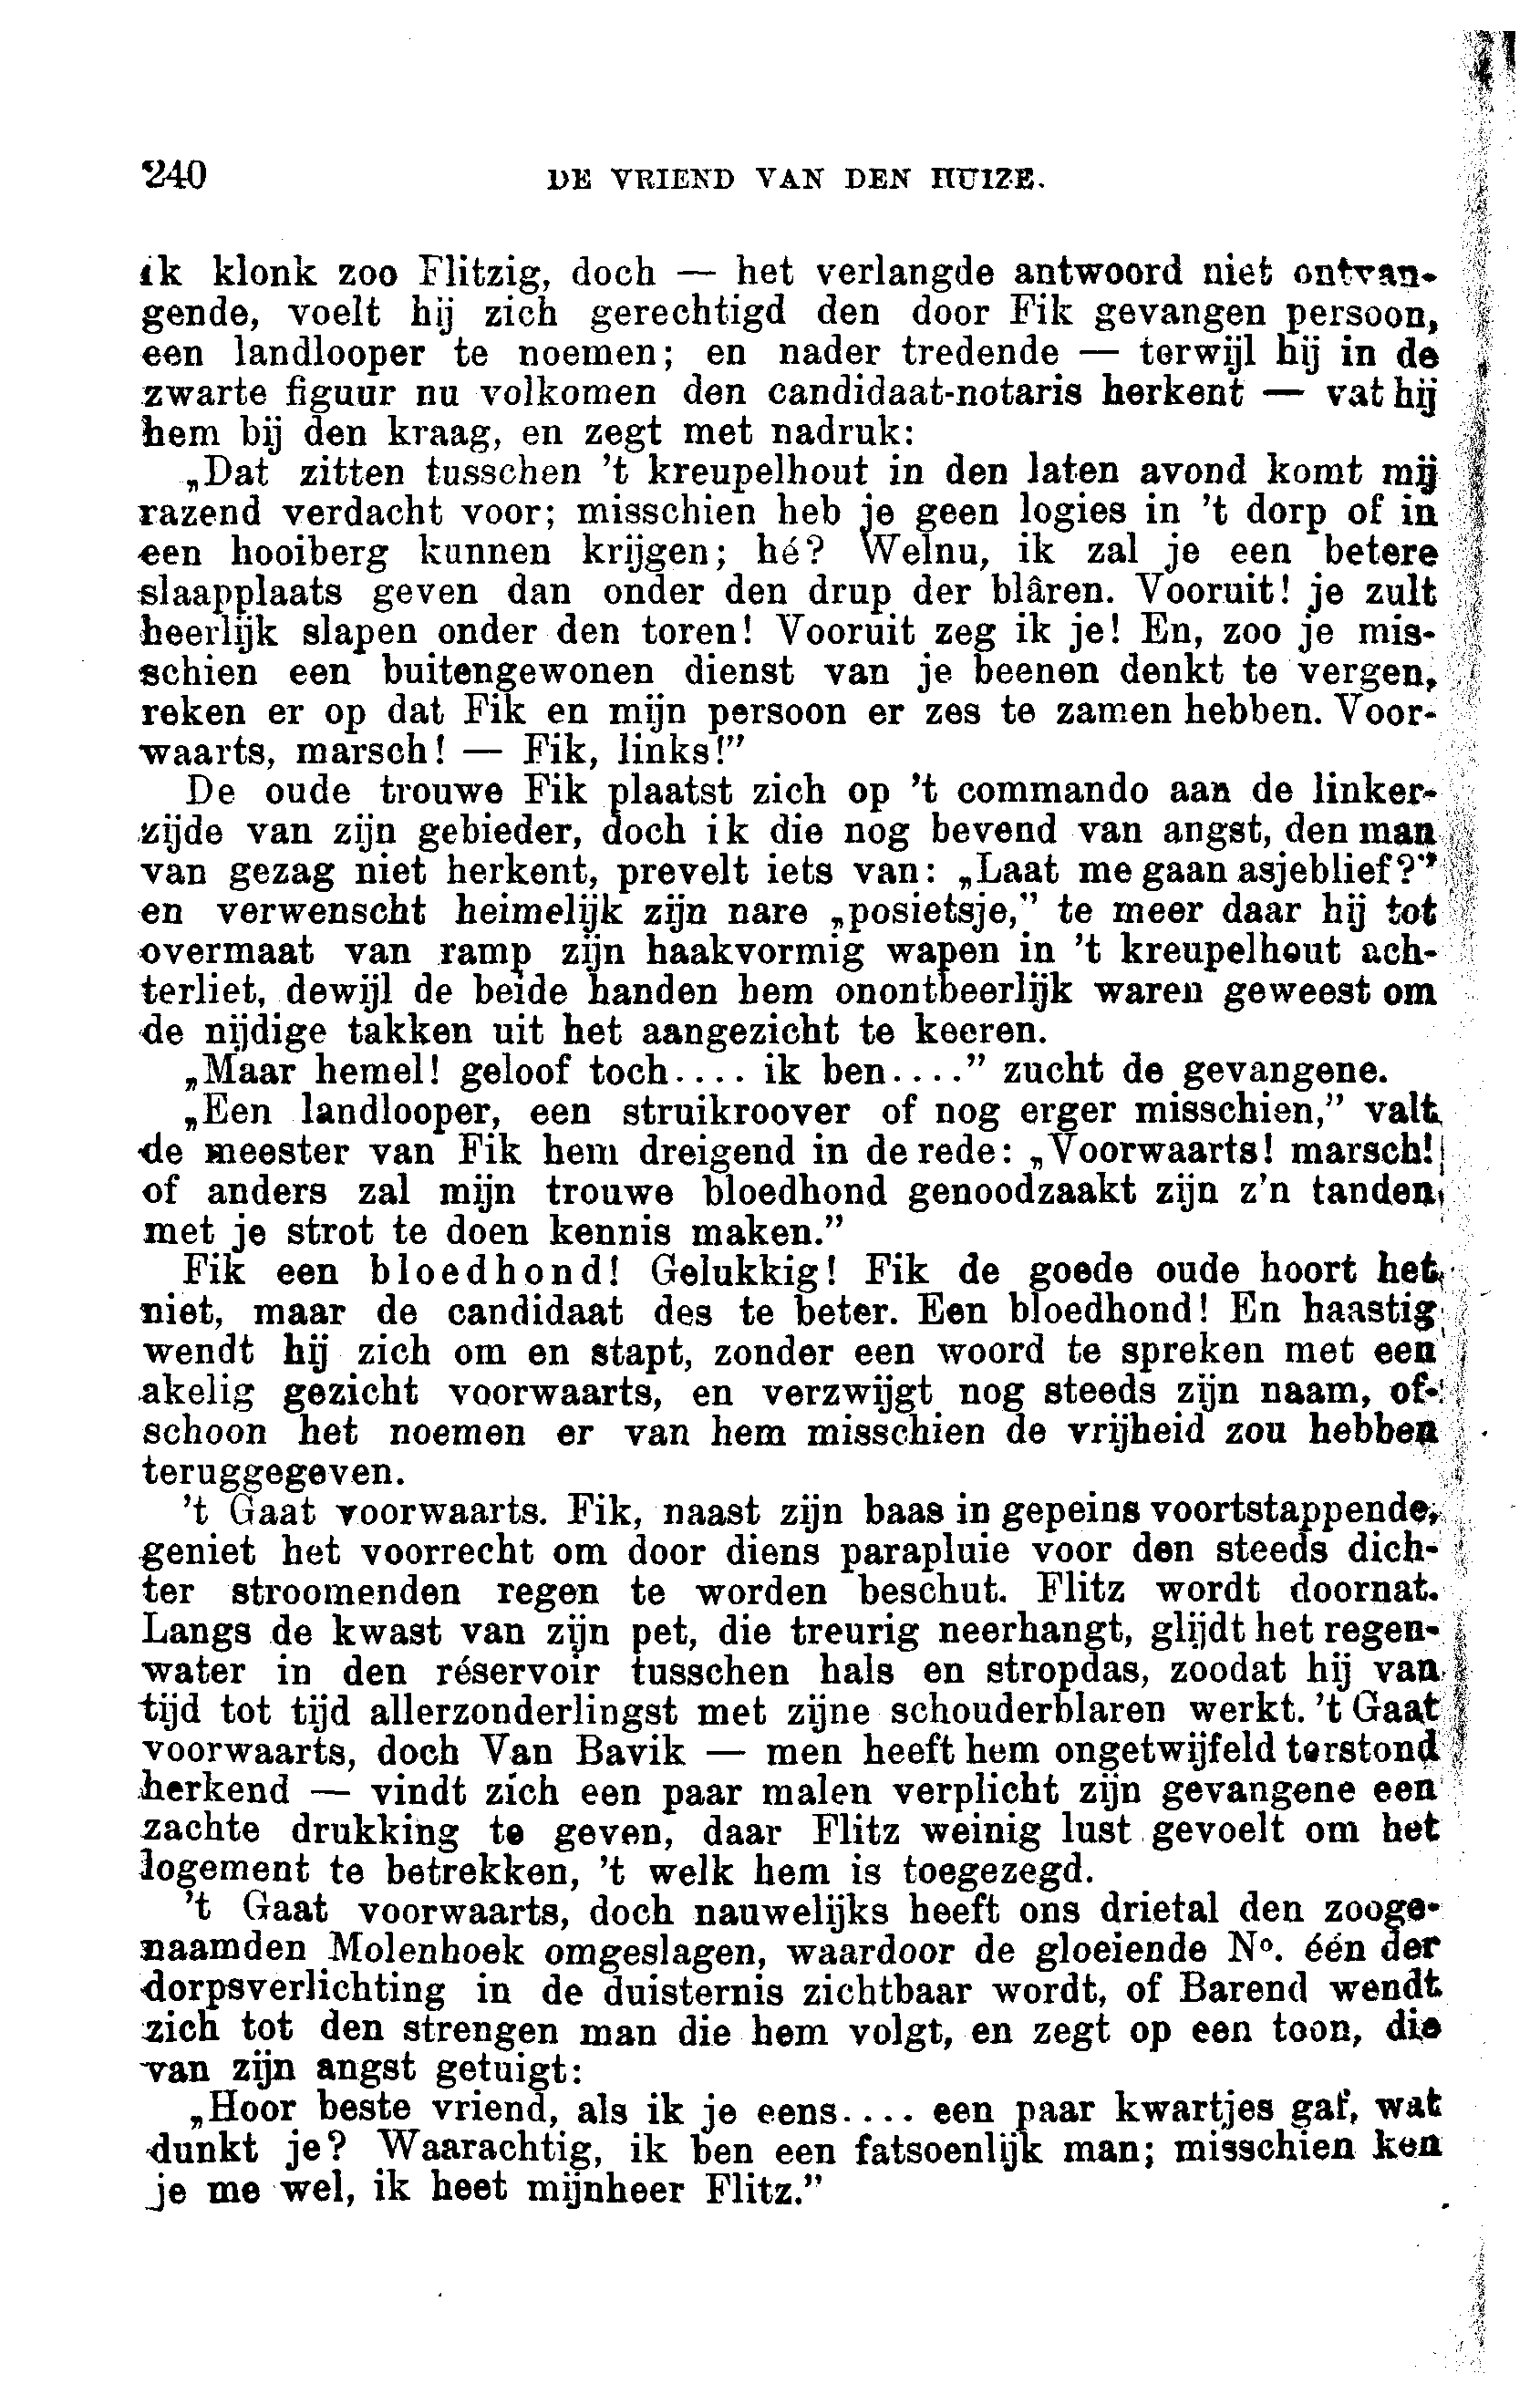 240 DE VRIEND VAN DEN HUIZE.
ik klonk zoo Flitzig, doch — het verlangde antwoord niet ontvan-
gende, voelt hij zich gerechtigd den door Fik gevangen persoon,
een landlooper te noemen; en nader tredende — terwijl hij in de
zwarte figuur nu volkomen den candidaat-notaris herkent — vat hij
hem bij den kraag, en zegt met nadruk:
„Dat zitten tusschen 't kreupelhout in den laten avond komt mij
razend verdacht voor; misschien heb je geen logies in 't dorp of in
een hooiberg kunnen krijgen; hé? Welnu, ik zal je een betere
slaapplaats geven dan onder den drup der blâren. Vooruit! je zult
heerlijk slapen onder den toren! Vooruit zeg ik je! En, zoo je mis-
schien een buitengewonen dienst van je beenen denkt te vergen,
reken er op dat Fik en mijn persoon er zes te zamen hebben. Voor-
waarts, marsch! — Fik, links!”
De oude trouwe Fik plaatst zich op 't commando aan de linker-
zijde van zijn gebieder, doch ik die nog bevend van angst, den man
van gezag niet herkent, prevelt iets van: „Laat me gaan asjeblief?”
en verwenscht heimelijk zijn nare „posietsje,” te meer daar hij tot
overmaat van ramp zijn haakvormig wapen in 't kreupelhout ach-
terliet, dewijl de beide handen hem onontbeerlijk waren geweest om
de nijdige takken uit het aangezicht te keeren.
„Maar hemel! geloof toch.... ik ben....” zucht de gevangene.
„Een landlooper, een struikroover of nog erger misschien,” valt
de meester van Fik hem dreigend in de rede: „Voorwaarts! marsch!
of anders zal mijn trouwe bloedhond genoodzaakt zijn z'n tanden
met je strot te doen kennis maken.”
Fik een bloedhond! Gelukkig! Fik de goede oude hoort het
niet, maar de candidaat des te beter. Een bloedhond! En haastig
wendt hij zich om en stapt, zonder een woord te spreken met een
akelig gezicht voorwaarts, en verzwijgt nog steeds zijn naam, of-
schoon het noemen er van hem misschien de vrijheid zou hebben
teruggegeven.
't Gaat voorwaarts. Fik, naast zijn baas in gepeins voortstappende,
geniet het voorrecht om door diens parapluie voor den steeds dich-
ter stroomenden regen te worden beschut. Flitz wordt doornat.
Langs de kwast van zijn pet, die treurig neerhangt, glijdt het regen-
water in den réservoir tusschen hals en stropdas, zoodat hij van
tijd tot tijd allerzonderlingst met zijne schouderblaren werkt. 't Gaat
voorwaarts, doch Van Bavik — men heeft hem ongetwijfeld terstond
herkend — vindt zich een paar malen verplicht zijn gevangene een
zachte drukking te geven, daar Flitz weinig lust gevoelt om het
logement te betrekken, 't welk hem is toegezegd.
't Gaat voorwaarts, doch nauwelijks heeft ons drietal den zooge-
naamden Molenhoek omgeslagen, waardoor de gloeiende No. één der
dorpsverlichting in de duisternis zichtbaar wordt, of Barend wendt
zich tot den strengen man die hem volgt, en zegt op een toon, die
van zijn angst getuigt:
„Hoor beste vriend, als ik je eens.... een paar kwartjes gaf, wat
dunkt je? Waarachtig, ik ben een fatsoenlijk man; misschien ken
je me wel, ik heet mijnheer Flitz.”